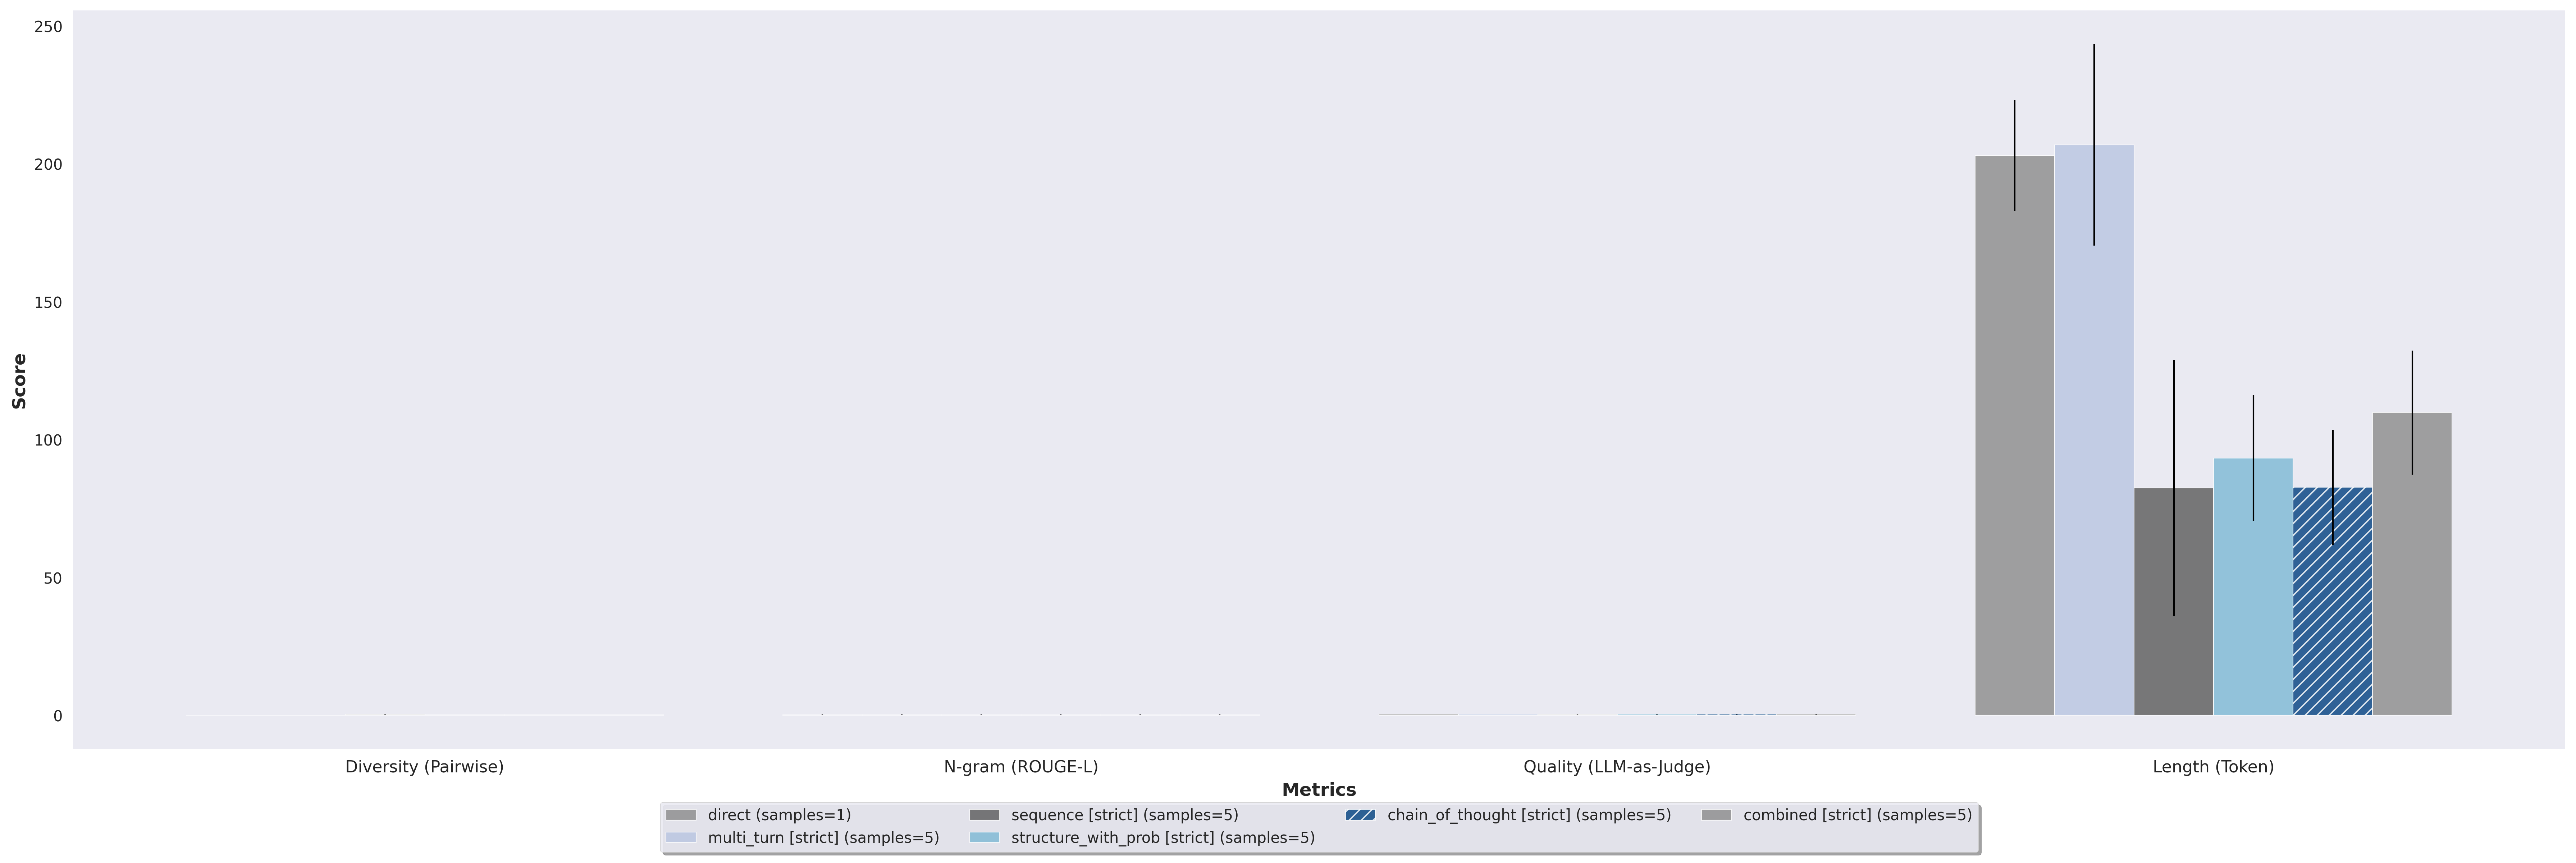 250
200
150
100
50
0
Score
Diversity (Pairwise)
N-gram (ROUGE-L)
Quality (LLM-as-Judge)
Length (Token)
Metrics
direct (samples=1)
multi_turn [strict] (samples=5)
sequence [strict] (samples=5)
structure_with_prob [strict] (samples=5)
chain_of_thought [strict] (samples=5)
combined [strict] (samples=5)